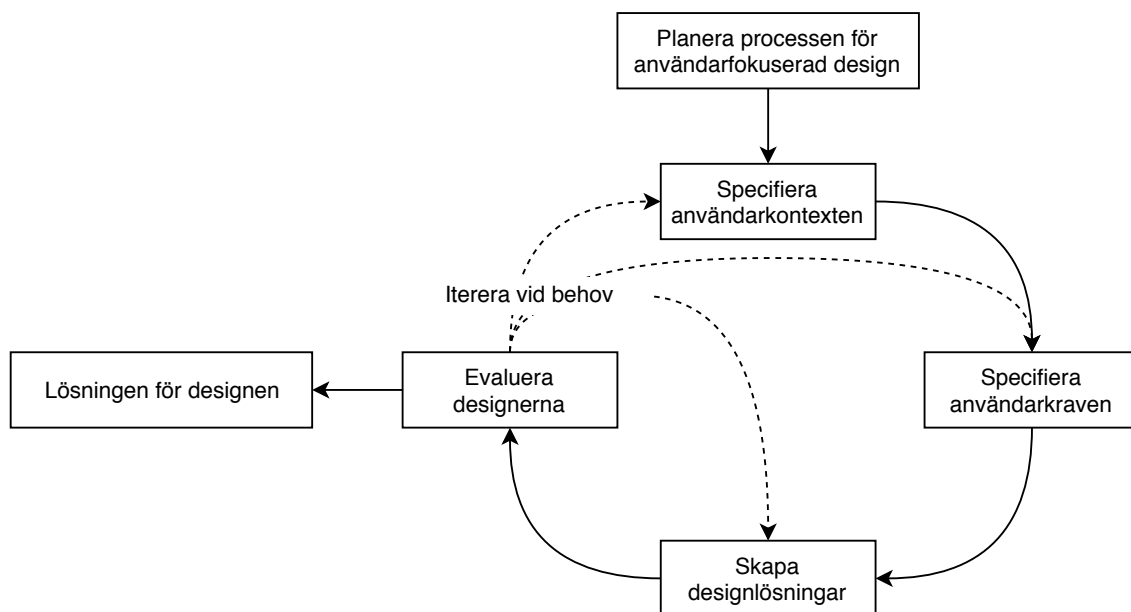 Planera processen för
användarfokuserad design
Specifiera
användarkontexten
Iterera vid behov
Lösningen för designen
Evaluera
designerna
Specifiera
användarkraven
Skapa
designlösningar